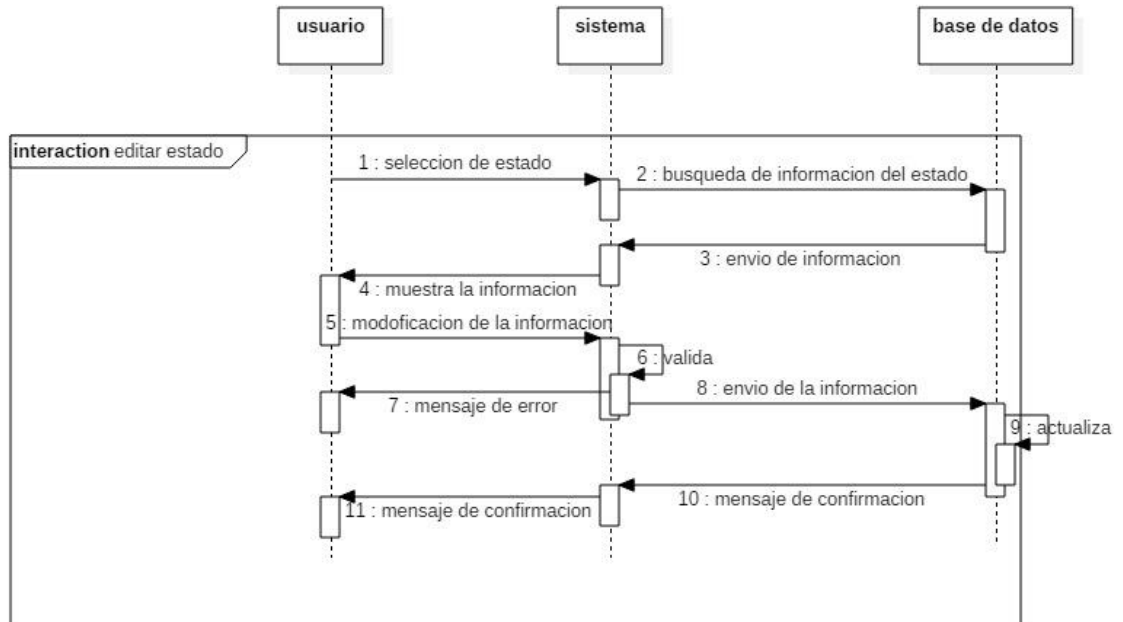 usuario
sistema
base de datos
interaction editar estado
1 : seleccion de estado
2 : busqueda de informacion del estado
3 : envio de informacion
4 : muestra la informacion
5 : modoficacion de la informacion
6 : valida
7 : mensaje de error
8 : envio de la informacion
9 : actualiza
10 : mensaje de confirmacion
11 : mensaje de confirmacion